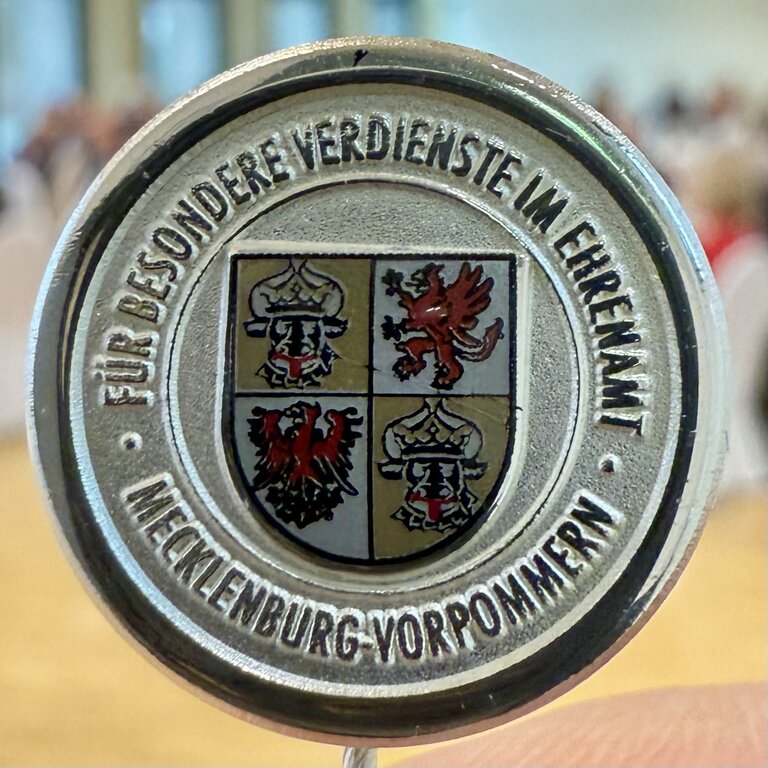 FÜR BESONDERE VERDIENSTE IM EHRENAMT
MECKLENBURG-VORPOMMERN